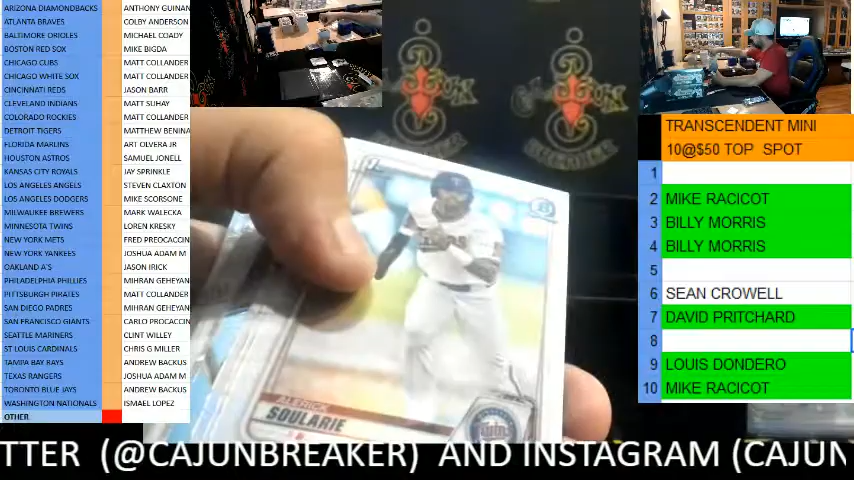 ARIZONA DIAMONDBACKS ANTHONY GUINAN
ATLANTA BRAVES COLBY ANDERSON
BALTIMORE ORIOLES MICHAEL COADY
BOSTON RED SOX MIKE BIGDA
CHICAGO CUBS MATT COLLANDER
CHICAGO WHITE SOX MATT COLLANDER
CINCINNATI REDS JASON BARR
CLEVELAND INDIANS MATT SUHAY
COLORADO ROCKIES MATT COLLANDER
DETROIT TIGERS MATTHEW BENINA
FLORIDA MARLINS ART OLVERA JR
HOUSTON ASTROS SAMUEL JONELL
KANSAS CITY ROYALS JAY SPRINKLE
LOS ANGELES ANGELS STEVEN CLAXTON
LOS ANGELES DODGERS MIKE SCORSONE
MILWAUKEE BREWERS MARK WALECKA
MINNESOTA TWINS LOREN KRESKY
NEW YORK METS FRED PREOCACCIN
NEW YORK YANKEES JOSHUA ADAM M
OAKLAND A'S JASON IRICK
PHILADELPHIA PHILLIES MIHRAN GEHEYAN
PITTSBURGH PIRATES MATT COLLANDER
SAN DIEGO PADRES MIHRAN GEHEYAN
SAN FRANCISCO GIANTS CARLO PROCACCIN
SEATTLE MARINERS CLINT WILLEY
ST LOUIS CARDINALS CHRIS G MILLER
TAMPA BAY RAYS ANDREW BACKUS
TEXAS RANGERS JOSHUA ADAM M
TORONTO BLUE JAYS ANDREW BACKUS
WASHINGTON NATIONALS ISMAEL LOPEZ
OTHER
1st
ALERICK
SOULARIE
TWINS
TRANSCENDENT MINI
10@$50 TOP SPOT
1
2 MIKE RACICOT
3 BILLY MORRIS
4 BILLY MORRIS
5
6 SEAN CROWELL
7 DAVID PRITCHARD
8
9 LOUIS DONDERO
10 MIKE RACICOT
TTER (@CAJUNBREAKER) AND INSTAGRAM (CAJUN